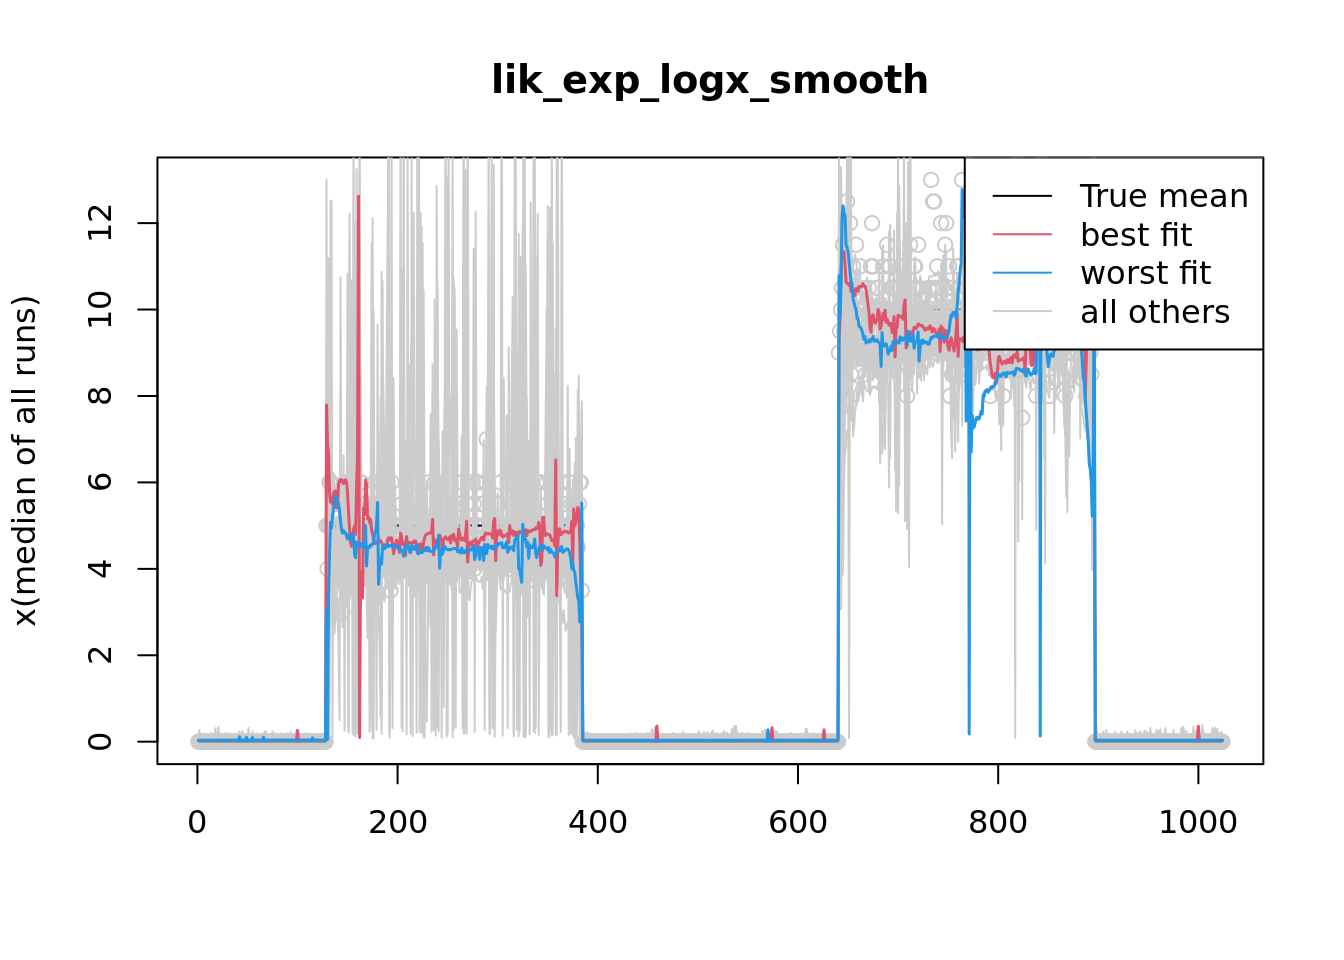 lik_exp_logx_smooth
True mean
best fit
worst fit
all others
x(median of all runs)
12
10
8
6
4
2
0
0 200 400 600 800 1000